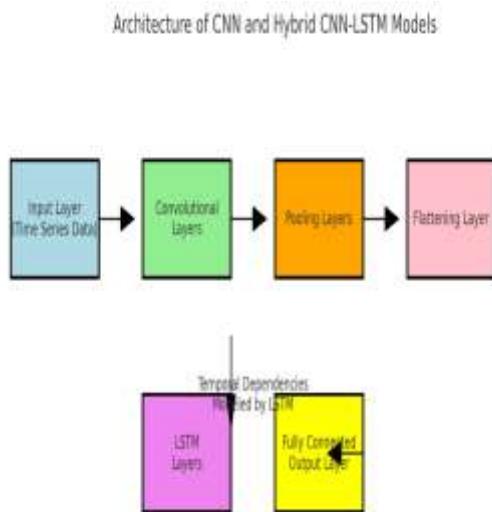 Architecture of CNN and Hybrid CNN-LSTM Models
Input Layer
(Time Series Data)
Convolutional
Layers
Pooling Layers
Flattening Layer
Temporal Dependencies
Modeled by LSTM
LSTM
Layers
Fully Connected
Output Layer